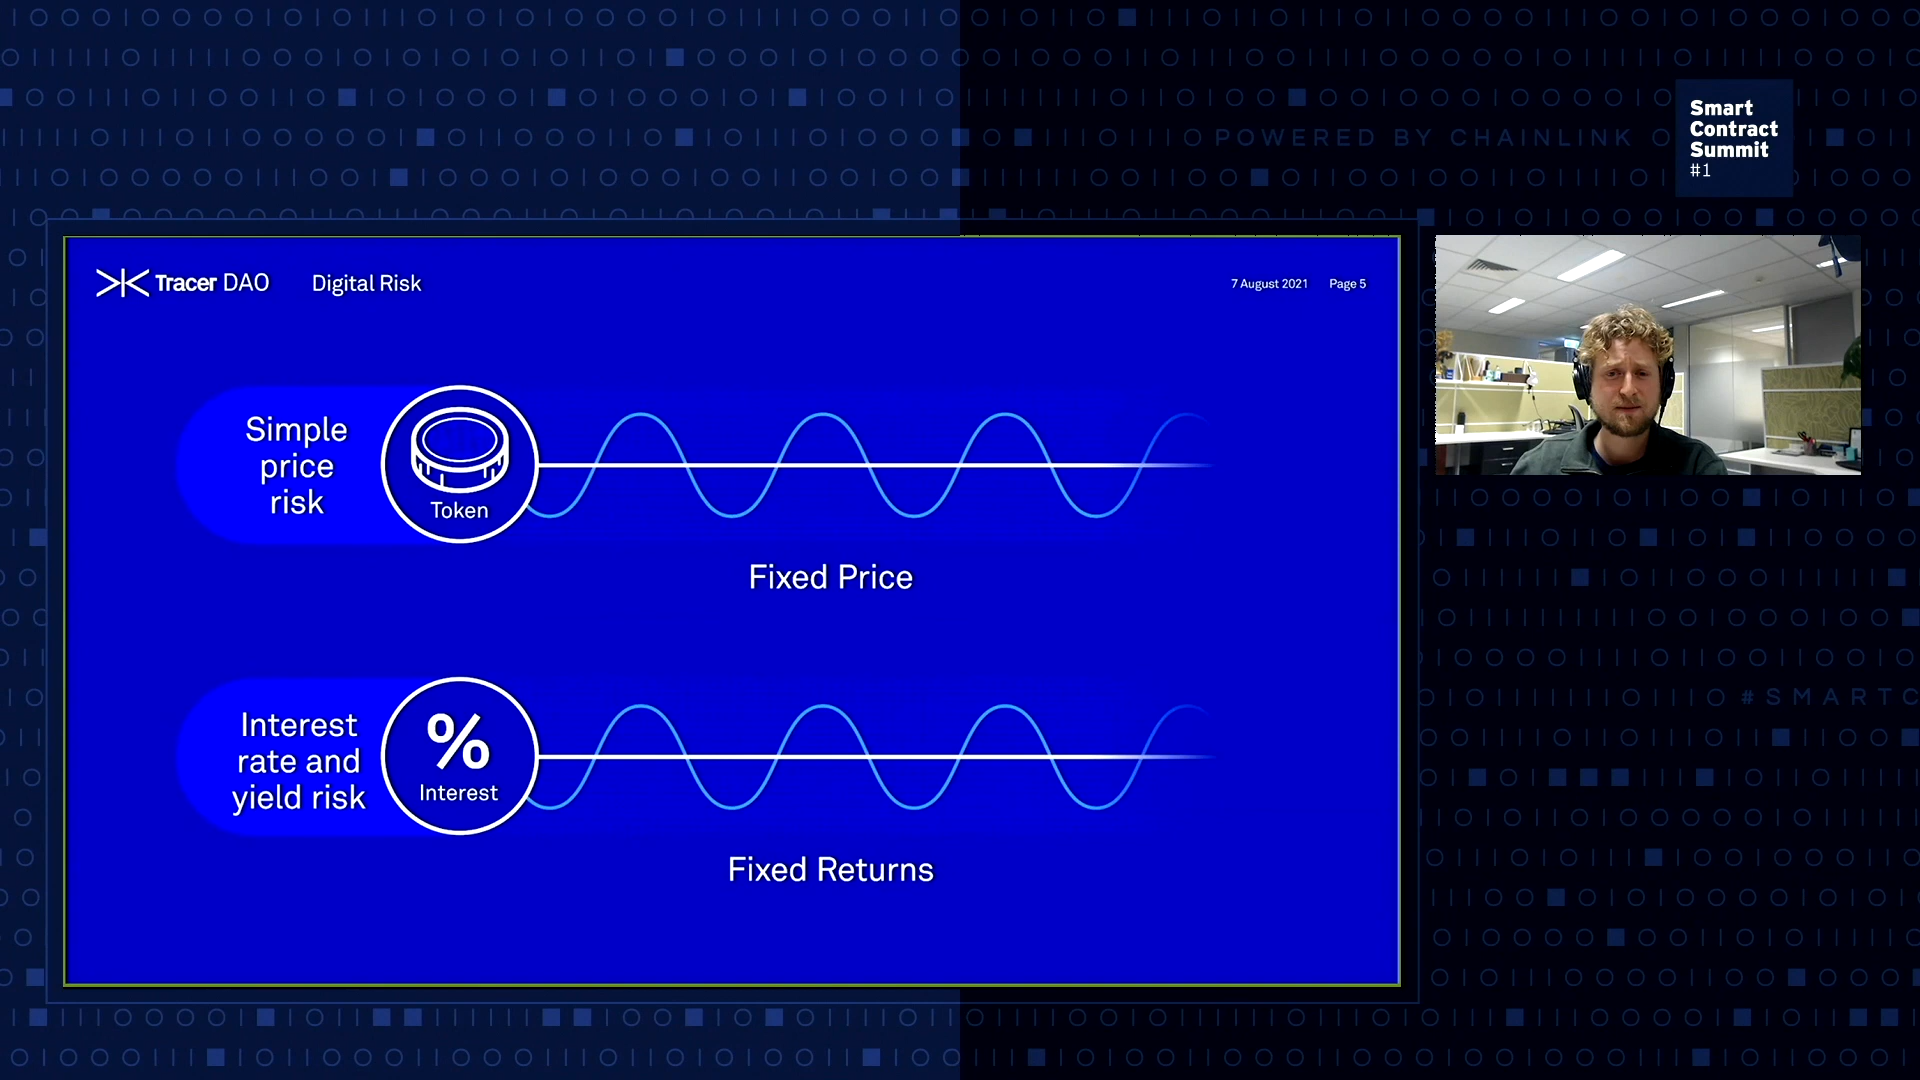 POWERED BY CHAINLINK
Smart
Contract
Summit
#1
Tracer DAO
Digital Risk
7 August 2021
Page 5
Simple
price
risk
Token
Fixed Price
Interest
rate and
yield risk
%
Interest
Fixed Returns
#SMARTC